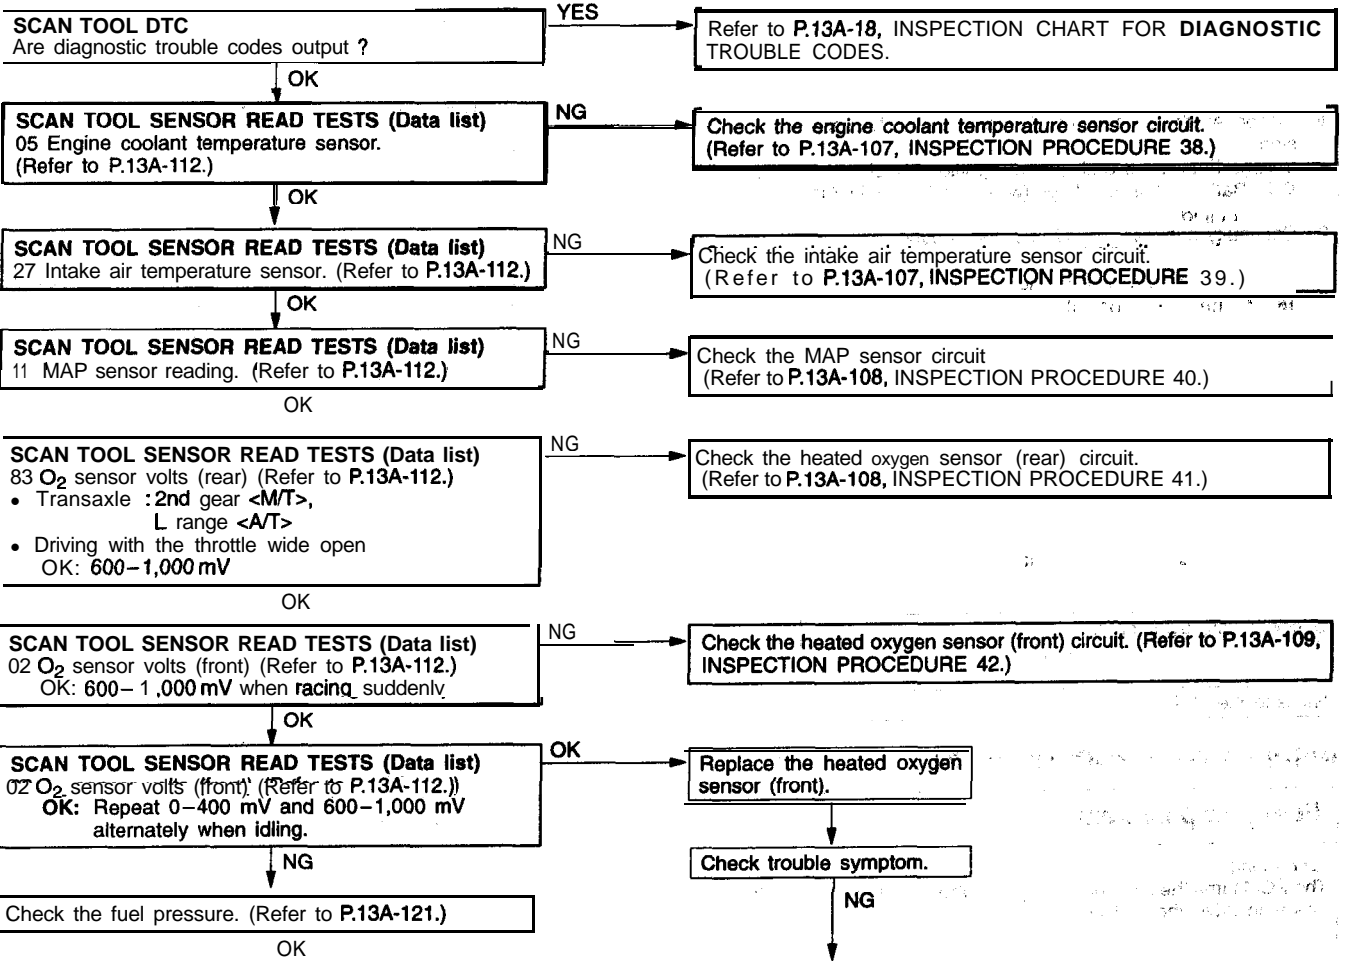 SCAN TOOL DTC
Are diagnostic trouble codes output ?
YES
Refer to P.13A-18, INSPECTION CHART FOR DIAGNOSTIC
TROUBLE CODES.
OK
SCAN TOOL SENSOR READ TESTS (Data list)
05 Engine coolant temperature sensor.
(Refer to P.13A-112.)
NG
Check the engine coolant temperature sensor circuit.
(Refer to P.13A-107, INSPECTION PROCEDURE 38.)
OK
SCAN TOOL SENSOR READ TESTS (Data list)
27 Intake air temperature sensor. (Refer to P.13A-112.)
NG
Check the intake air temperature sensor circuit.
(Refer to P.13A-107, INSPECTION PROCEDURE 39.)
OK
SCAN TOOL SENSOR READ TESTS (Data list)
11 MAP sensor reading. (Refer to P.13A-112.)
NG
Check the MAP sensor circuit
(Refer to P.13A-108, INSPECTION PROCEDURE 40.)
OK
SCAN TOOL SENSOR READ TESTS (Data list)
83 O2 sensor volts (rear) (Refer to P.13A-112.)
• Transaxle : 2nd gear <M/T>,
L range <A/T>
• Driving with the throttle wide open
OK: 600–1,000 mV
NG
Check the heated oxygen sensor (rear) circuit.
(Refer to P.13A-108, INSPECTION PROCEDURE 41.)
OK
SCAN TOOL SENSOR READ TESTS (Data list)
02 O2 sensor volts (front) (Refer to P.13A-112.)
OK: 600– 1 ,000 mV when racing suddenly
NG
Check the heated oxygen sensor (front) circuit. (Refer to P.13A-109,
INSPECTION PROCEDURE 42.)
OK
SCAN TOOL SENSOR READ TESTS (Data list)
02 O2 sensor volts (front) (Refer to P.13A-112.))
OK: Repeat 0–400 mV and 600–1,000 mV
alternately when idling.
OK
Replace the heated oxygen
sensor (front).
Check trouble symptom.
NG
NG
Check the fuel pressure. (Refer to P.13A-121.)
OK